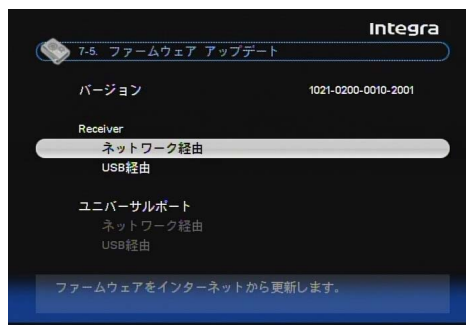 Integra
7-5. ファームウェア アップデート
バージョン 1021-0200-0010-2001
Receiver
ネットワーク経由
USB経由
ユニバーサルポート
ネットワーク経由
USB経由
ファームウェアをインターネットから更新します。